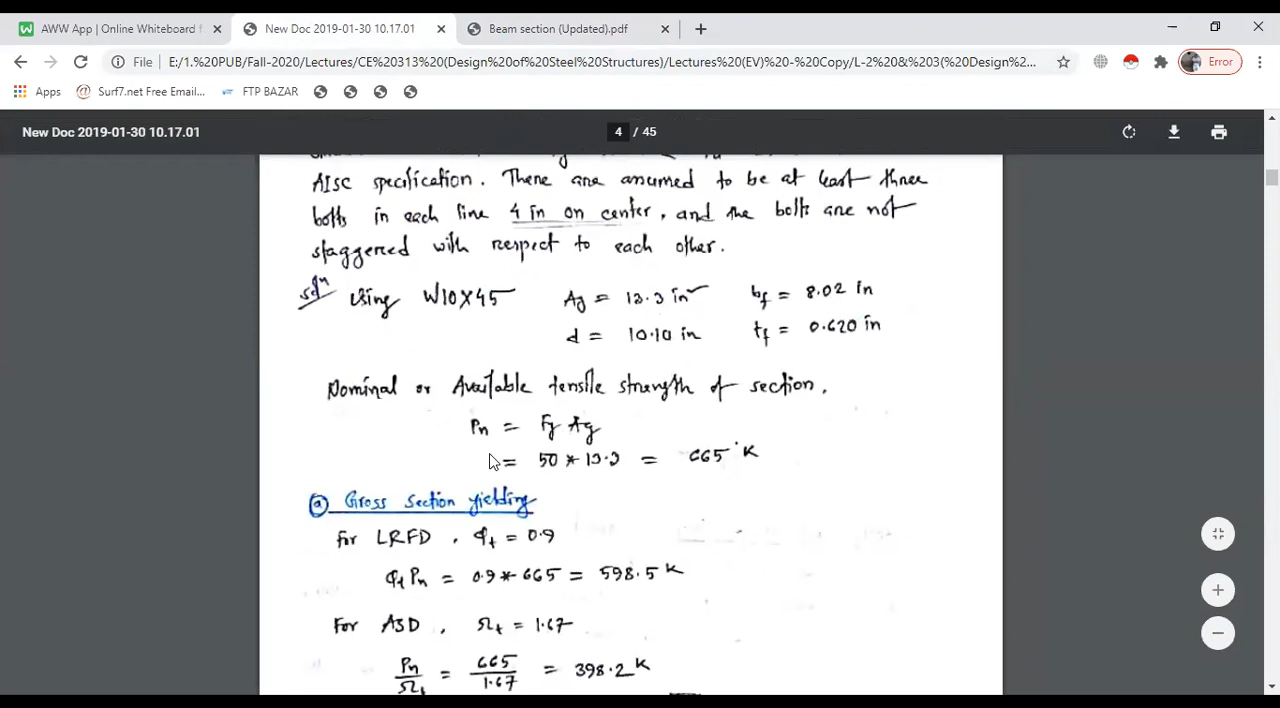 AWW App | Online Whiteboard f
New Doc 2019-01-30 10.17.01
Beam section (Updated).pdf
File
E:/1.%20PUB/Fall-2020/Lectures/CE%20313%20(Design%20of%20Steel%20Structures)/Lectures%20(EV)%20-%20Copy/L-2%20&%203(%20Design%2...
Error
Apps
Surf7.net Free Email...
FTP BAZAR
New Doc 2019-01-30 10.17.01
4 / 45
AISC specification. There are assumed to be at least three
bolts in each line 4 in on center, and the bolts are not
staggered with respect to each other.
Solⁿ Using W10X45 Ag = 13.3 in² bf = 8.02 in
d = 10.10 in tf = 0.620 in
Nominal or Available tensile strength of section.
Pn = Fy Ag
= 50 * 13.3 = 665 K
(a) Gross section yielding
For LRFD, Φt = 0.9
Φt Pn = 0.9 * 665 = 598.5 K
For ASD, Ωt = 1.67
Pn/Ωt = 665/1.67 = 398.2 K